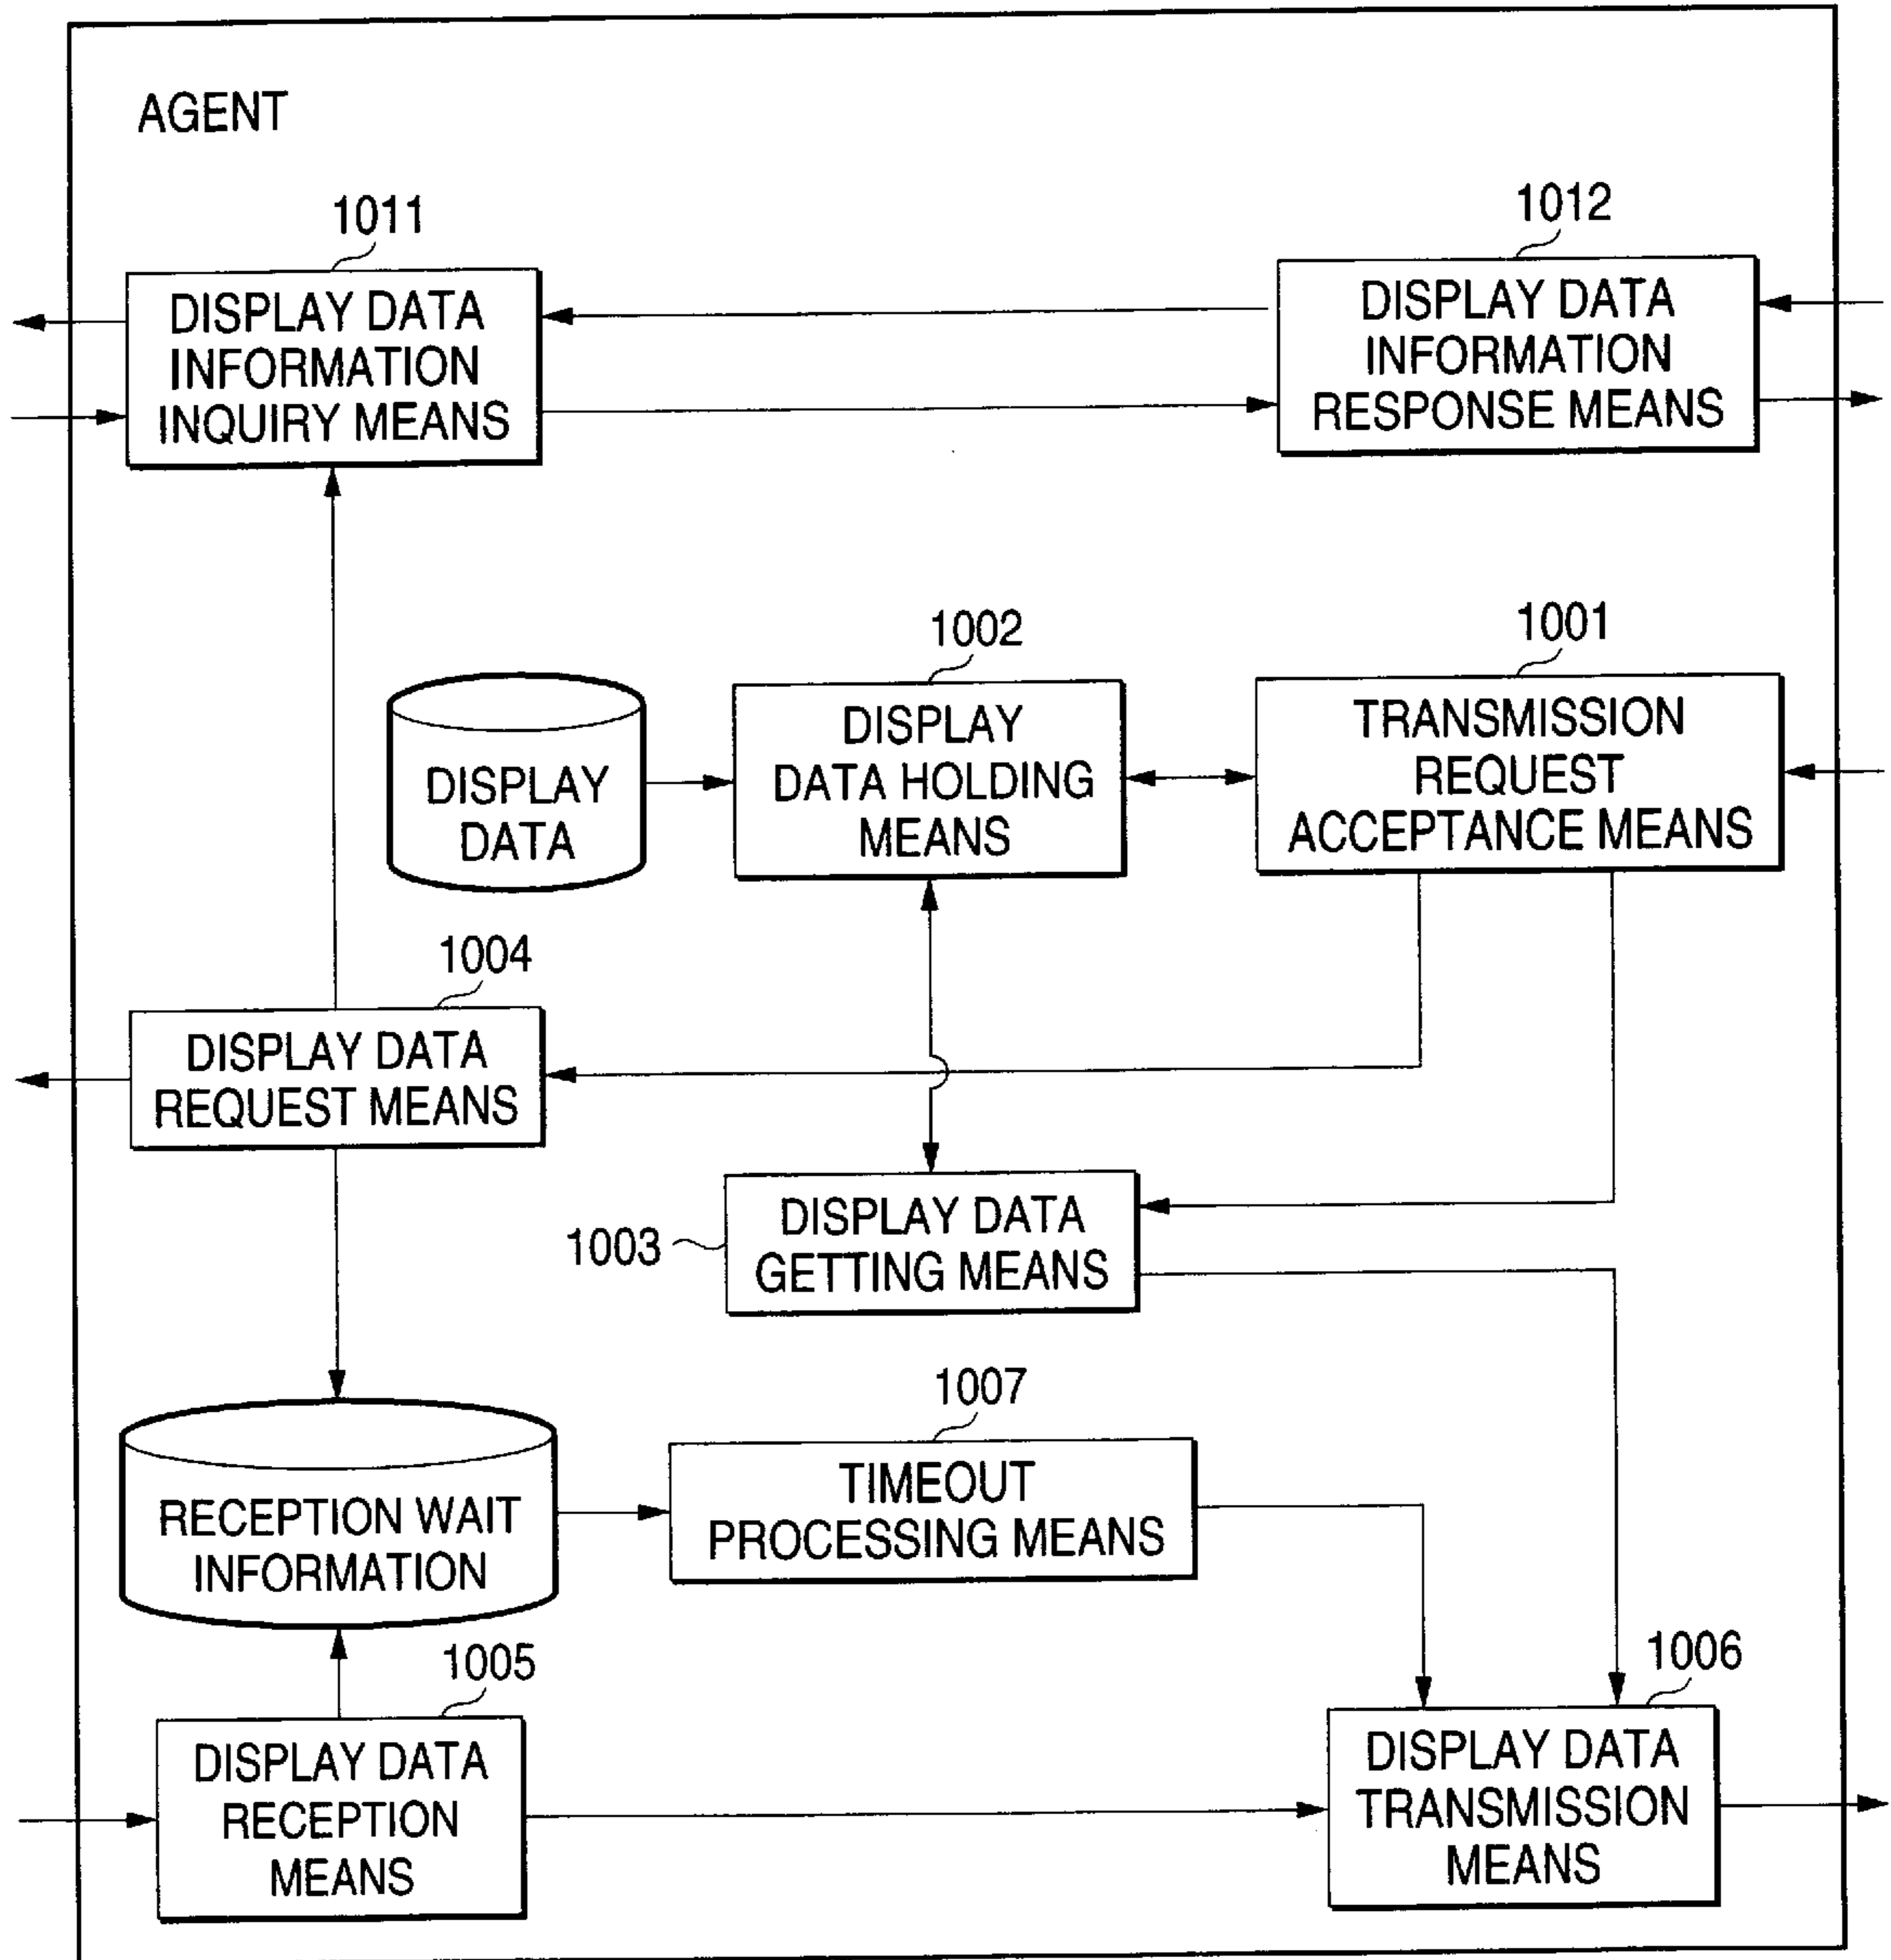 AGENT
1011
DISPLAY DATA
INFORMATION
INQUIRY MEANS
1012
DISPLAY DATA
INFORMATION
RESPONSE MEANS
DISPLAY
DATA
1002
DISPLAY
DATA HOLDING
MEANS
1001
TRANSMISSION
REQUEST
ACCEPTANCE MEANS
1004
DISPLAY DATA
REQUEST MEANS
1003
DISPLAY DATA
GETTING MEANS
RECEPTION WAIT
INFORMATION
1007
TIMEOUT
PROCESSING MEANS
1005
DISPLAY DATA
RECEPTION
MEANS
1006
DISPLAY DATA
TRANSMISSION
MEANS